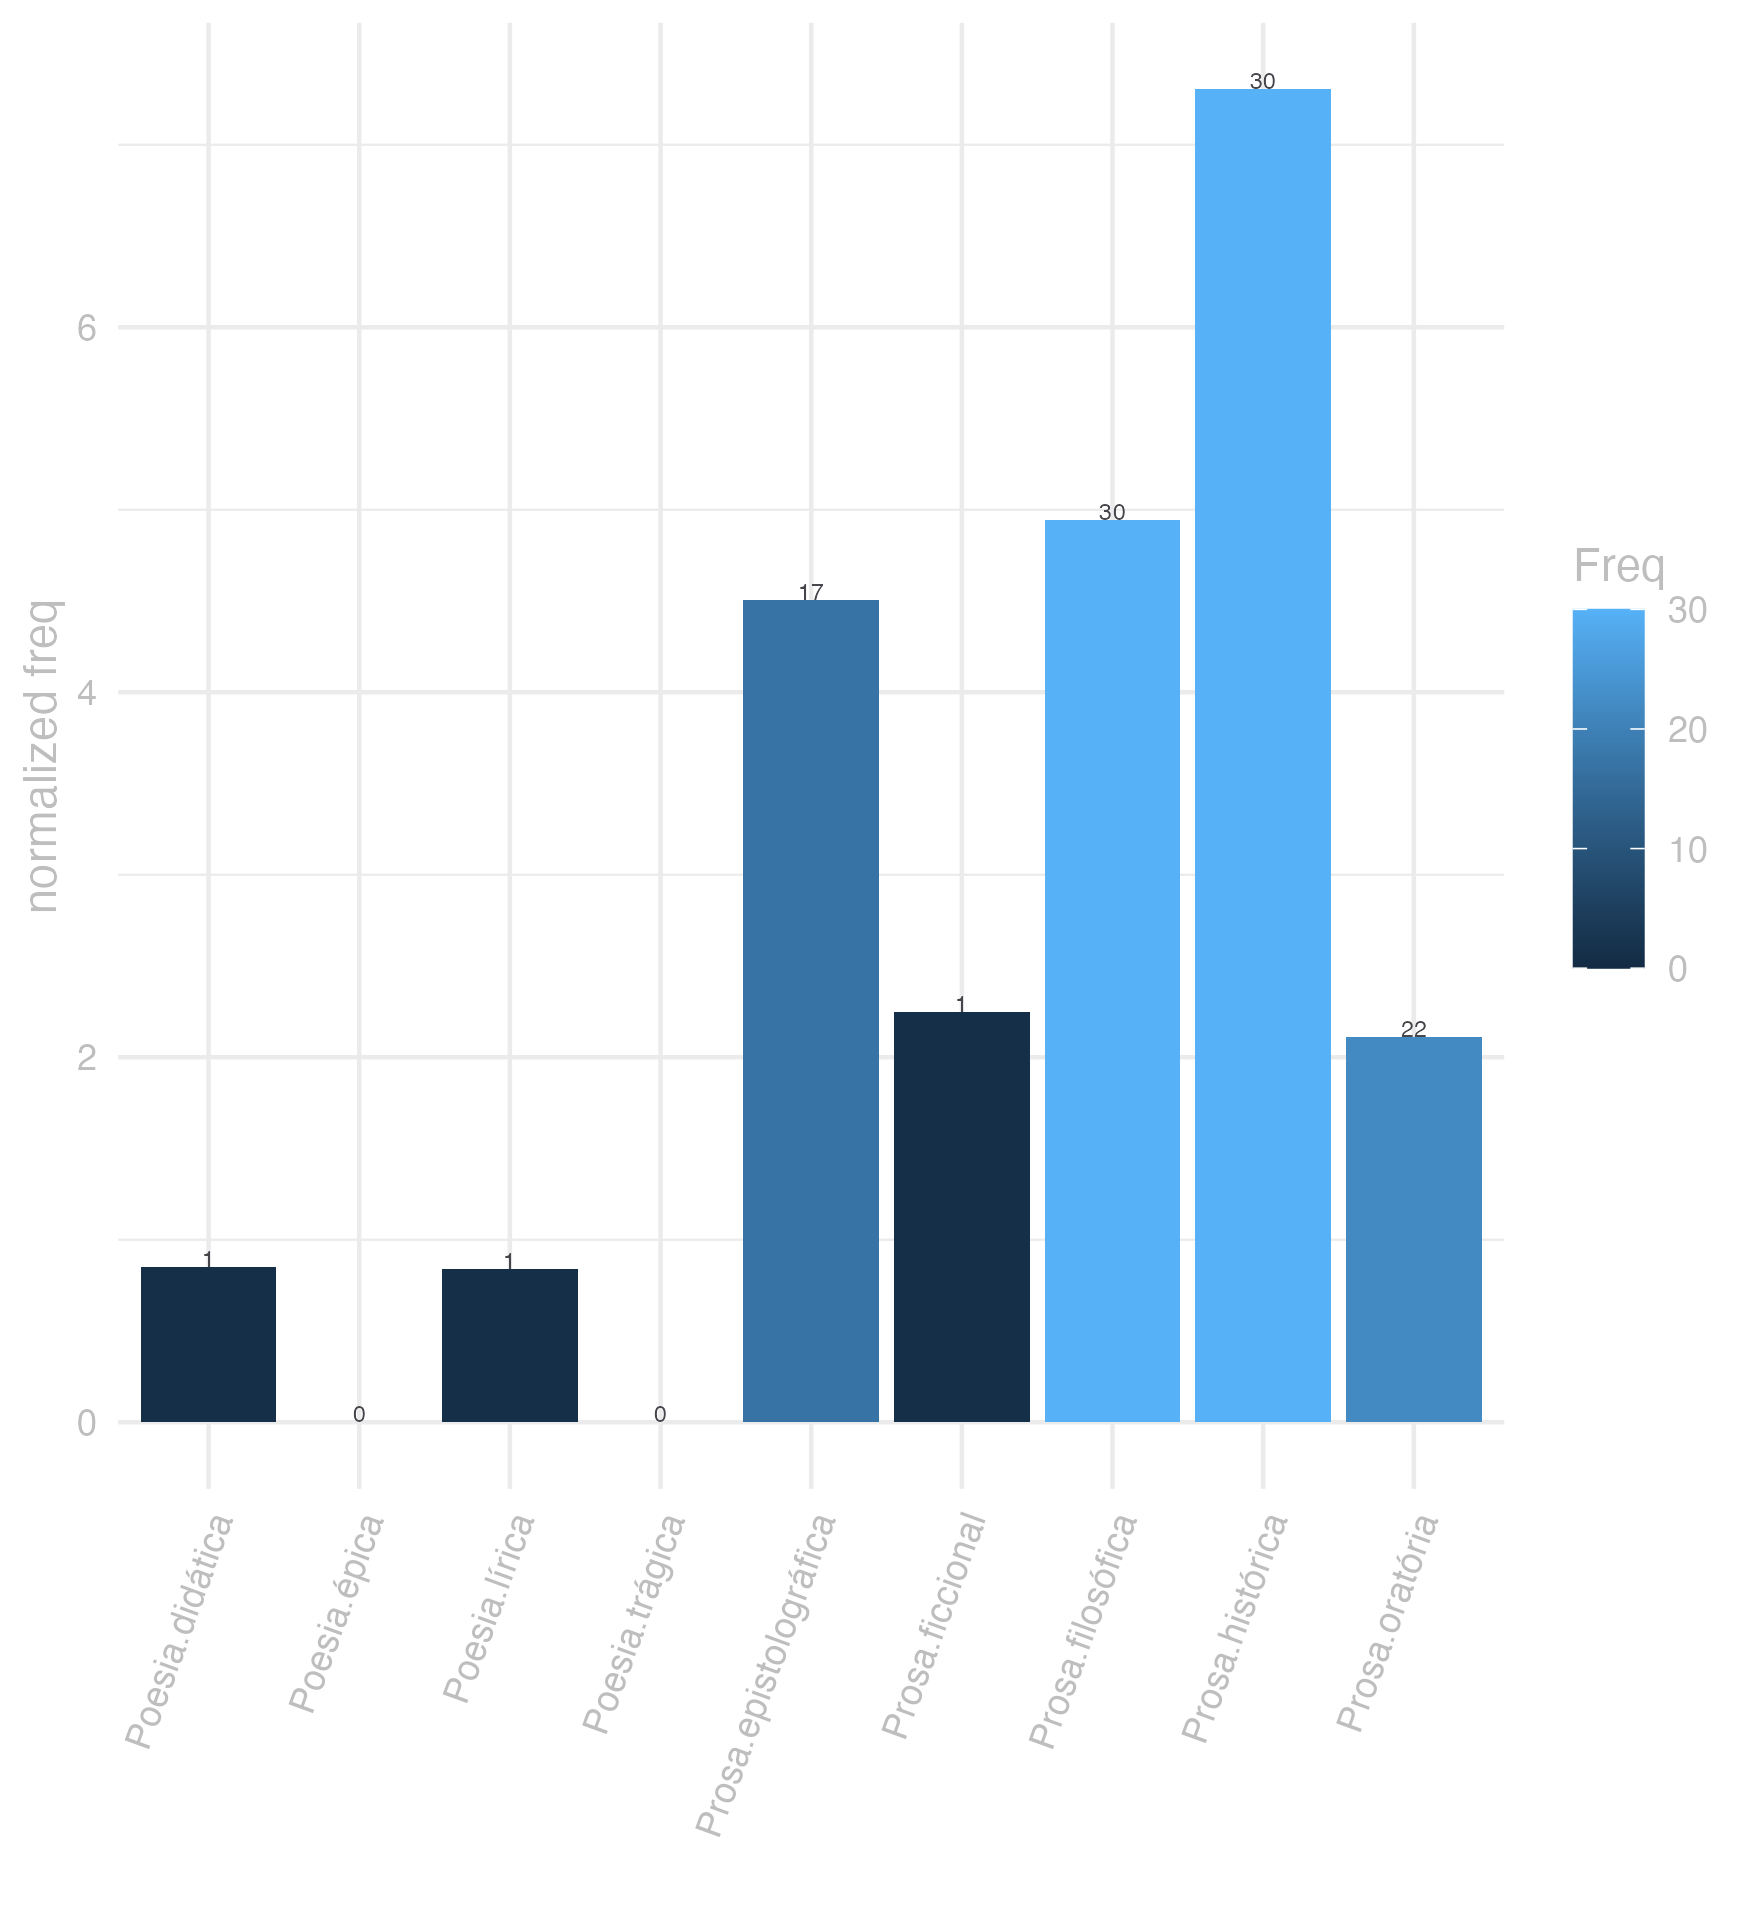 30
30
17
1
22
1
1
0
0
6
4
2
0
normalized freq
Freq
30
20
10
0
Poesia.didática
Poesia.épica
Poesia.lírica
Poesia.trágica
Prosa.epistolográfica
Prosa.ficcional
Prosa.filosófica
Prosa.histórica
Prosa.oratória